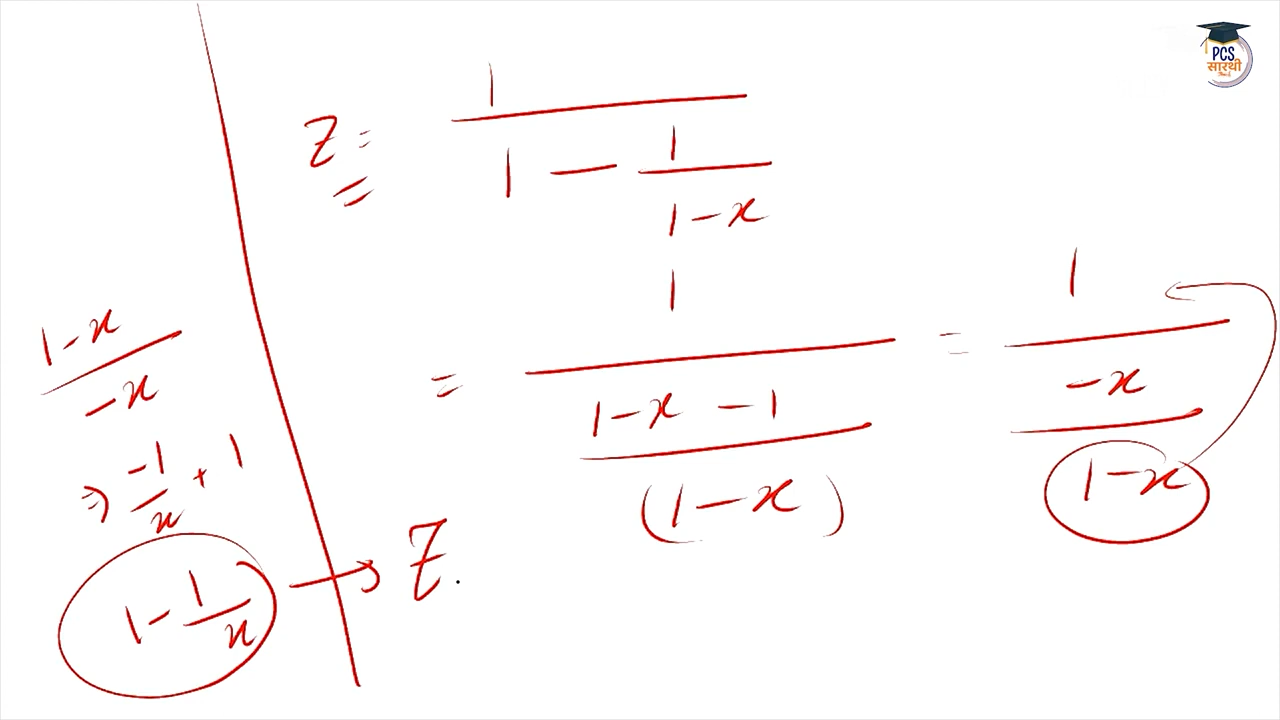 PCS
सारथी
z = 1 / (1 - 1 / (1-x))
= 1 / ((1-x -1) / (1-x)) = 1 / (-x / (1-x))
(1-x) / -x
⇒ -1/x + 1
1 - 1/x → z.